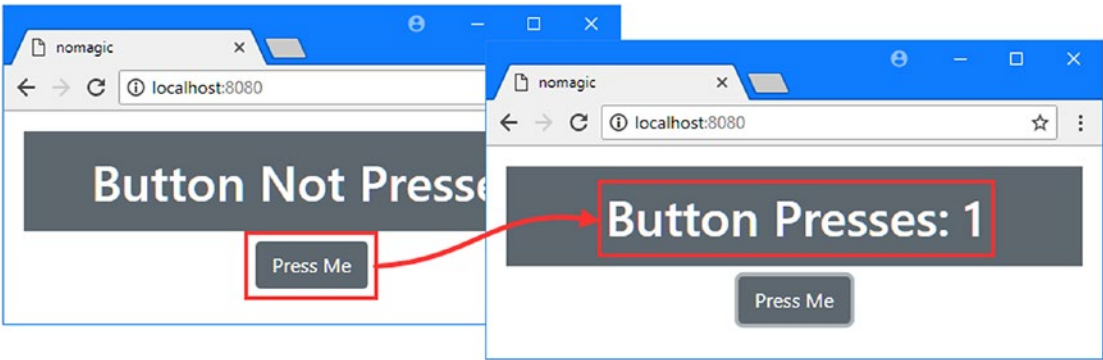 nomagic
localhost:8080
Button Not Presse
Press Me
nomagic
localhost:8080
Button Presses: 1
Press Me